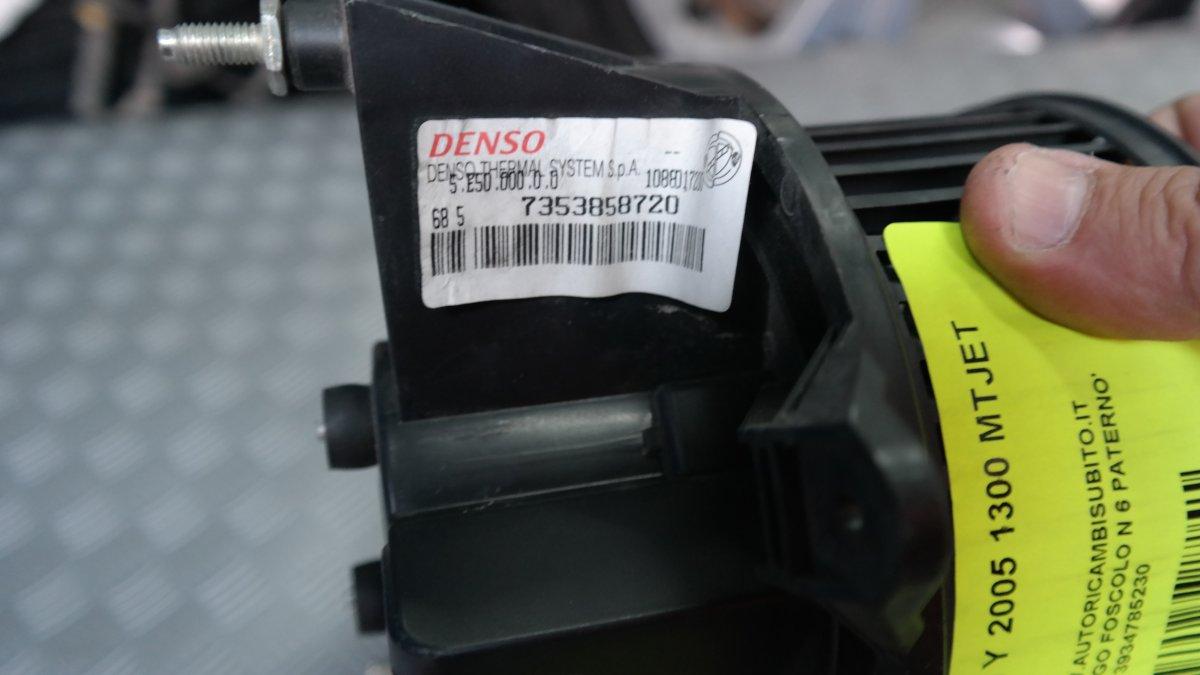 DENSO
--
DENSO THERMAL SYSTEM S.p.A.
5.E50.000.0.0
68 5 7353858720
Y 2005 1300 MTJET
.AUTORICAMBISUBITO.IT
GO FOSCOLO N 6 PATERNO'
3934785230